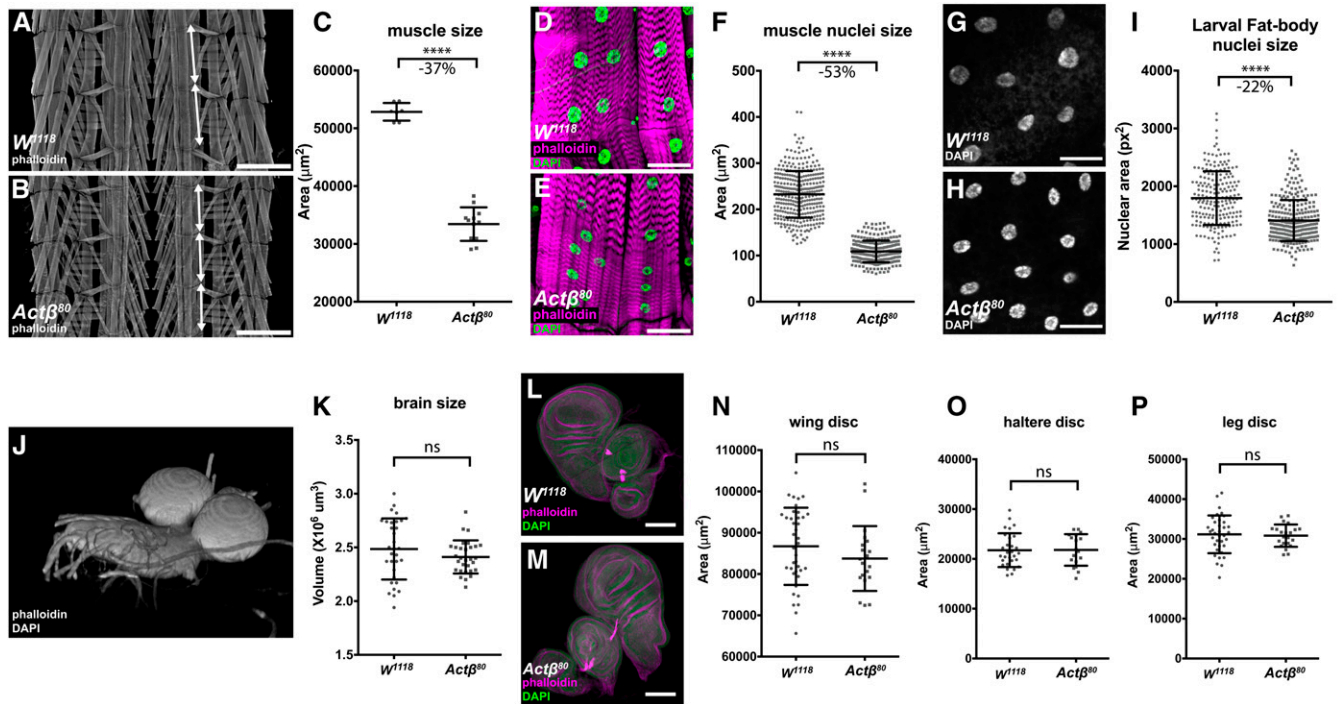 A
W¹¹¹⁸
phalloidin
B
Actβ⁸⁰
phalloidin
C
muscle size
****
-37%
Area (μm²)
60000
50000
40000
30000
20000
W¹¹¹⁸
Actβ⁸⁰
D
W¹¹¹⁸
phalloidin
DAPI
E
Actβ⁸⁰
phalloidin
DAPI
F
muscle nuclei size
****
-53%
Area (μm²)
500
400
300
200
100
0
W¹¹¹⁸
Actβ⁸⁰
G
W¹¹¹⁸
DAPI
H
Actβ⁸⁰
DAPI
I
Larval Fat-body
nuclei size
****
-22%
Nuclear area (px²)
4000
3000
2000
1000
0
W¹¹¹⁸
Actβ⁸⁰
J
phalloidin
DAPI
K
brain size
ns
Volume (X10⁶ um³)
3.5
3.0
2.5
2.0
1.5
W¹¹¹⁸
Actβ⁸⁰
L
W¹¹¹⁸
phalloidin
DAPI
M
Actβ⁸⁰
phalloidin
DAPI
N
wing disc
ns
Area (μm²)
110000
100000
90000
80000
70000
60000
W¹¹¹⁸
Actβ⁸⁰
O
haltere disc
ns
Area (μm²)
40000
30000
20000
10000
0
W¹¹¹⁸
Actβ⁸⁰
P
leg disc
ns
Area (μm²)
50000
40000
30000
20000
10000
0
W¹¹¹⁸
Actβ⁸⁰